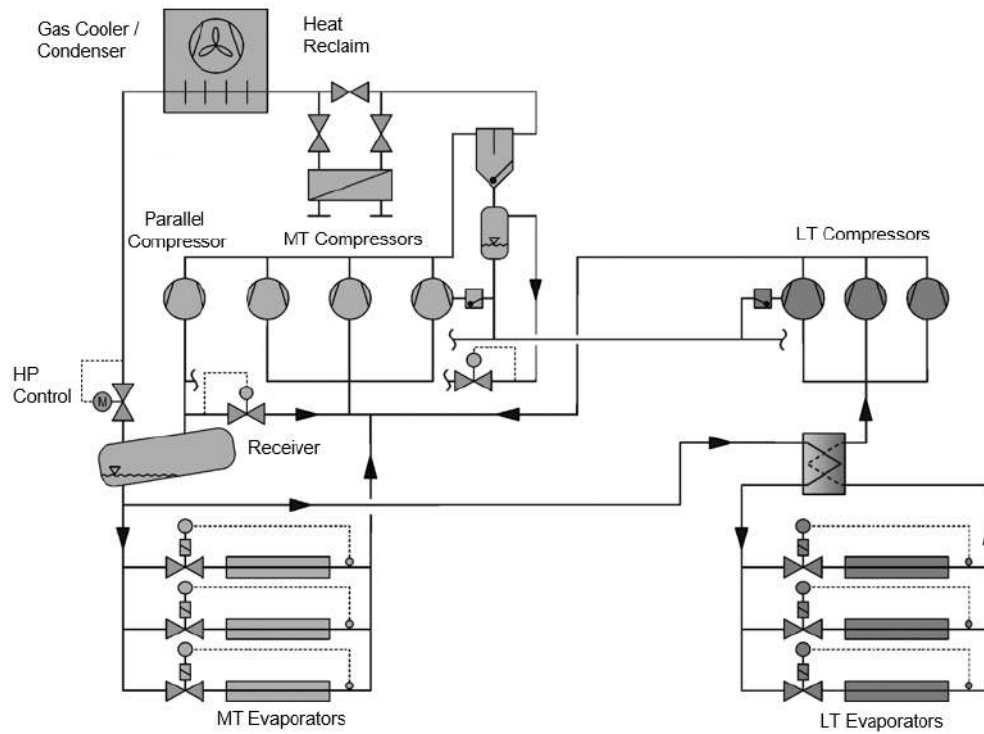 Gas Cooler /
Condenser
Heat
Reclaim
Parallel
Compressor
MT Compressors
LT Compressors
HP
Control
M
Receiver
MT Evaporators
LT Evaporators